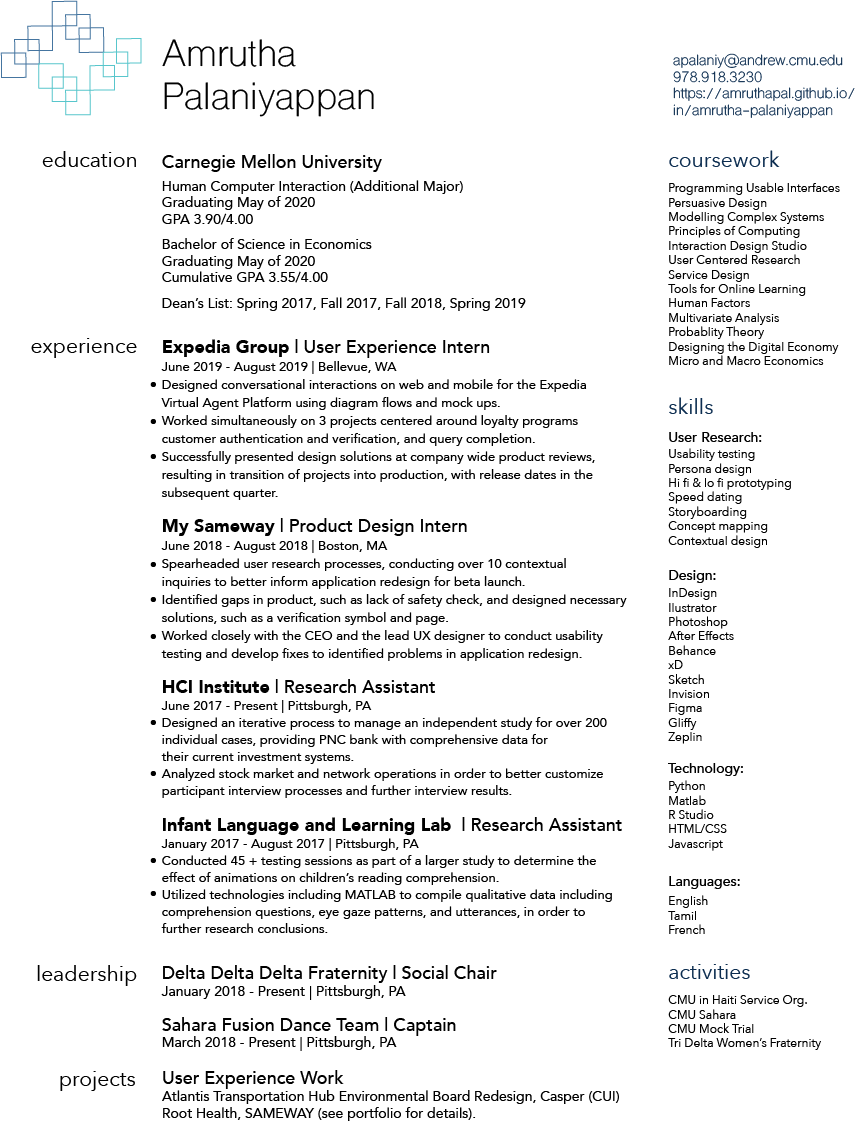 Amrutha
Palaniyappan
apalaniy@andrew.cmu.edu
978.918.3230
https://amruthapal.github.io/
in/amrutha-palaniyappan
education
Carnegie Mellon University
Human Computer Interaction (Additional Major)
Graduating May of 2020
GPA 3.90/4.00
Bachelor of Science in Economics
Graduating May of 2020
Cumulative GPA 3.55/4.00
Dean's List: Spring 2017, Fall 2017, Fall 2018, Spring 2019
experience
Expedia Group | User Experience Intern
June 2019 - August 2019 | Bellevue, WA
• Designed conversational interactions on web and mobile for the Expedia
Virtual Agent Platform using diagram flows and mock ups.
• Worked simultaneously on 3 projects centered around loyalty programs
customer authentication and verification, and query completion.
• Successfully presented design solutions at company wide product reviews,
resulting in transition of projects into production, with release dates in the
subsequent quarter.
My Sameway | Product Design Intern
June 2018 - August 2018 | Boston, MA
• Spearheaded user research processes, conducting over 10 contextual
inquiries to better inform application redesign for beta launch.
• Identified gaps in product, such as lack of safety check, and designed necessary
solutions, such as a verification symbol and page.
• Worked closely with the CEO and the lead UX designer to conduct usability
testing and develop fixes to identified problems in application redesign.
HCI Institute | Research Assistant
June 2017 - Present | Pittsburgh, PA
• Designed an iterative process to manage an independent study for over 200
individual cases, providing PNC bank with comprehensive data for
their current investment systems.
• Analyzed stock market and network operations in order to better customize
participant interview processes and further interview results.
Infant Language and Learning Lab | Research Assistant
January 2017 - August 2017 | Pittsburgh, PA
• Conducted 45 + testing sessions as part of a larger study to determine the
effect of animations on children's reading comprehension.
• Utilized technologies including MATLAB to compile qualitative data including
comprehension questions, eye gaze patterns, and utterances, in order to
further research conclusions.
leadership
Delta Delta Delta Fraternity | Social Chair
January 2018 - Present | Pittsburgh, PA
Sahara Fusion Dance Team | Captain
March 2018 - Present | Pittsburgh, PA
projects
User Experience Work
Atlantis Transportation Hub Environmental Board Redesign, Casper (CUI)
Root Health, SAMEWAY (see portfolio for details).
coursework
Programming Usable Interfaces
Persuasive Design
Modelling Complex Systems
Principles of Computing
Interaction Design Studio
User Centered Research
Service Design
Tools for Online Learning
Human Factors
Multivariate Analysis
Probablity Theory
Designing the Digital Economy
Micro and Macro Economics
skills
User Research:
Usability testing
Persona design
Hi fi & lo fi prototyping
Speed dating
Storyboarding
Concept mapping
Contextual design
Design:
InDesign
Ilustrator
Photoshop
After Effects
Behance
xD
Sketch
Invision
Figma
Gliffy
Zeplin
Technology:
Python
Matlab
R Studio
HTML/CSS
Javascript
Languages:
English
Tamil
French
activities
CMU in Haiti Service Org.
CMU Sahara
CMU Mock Trial
Tri Delta Women's Fraternity